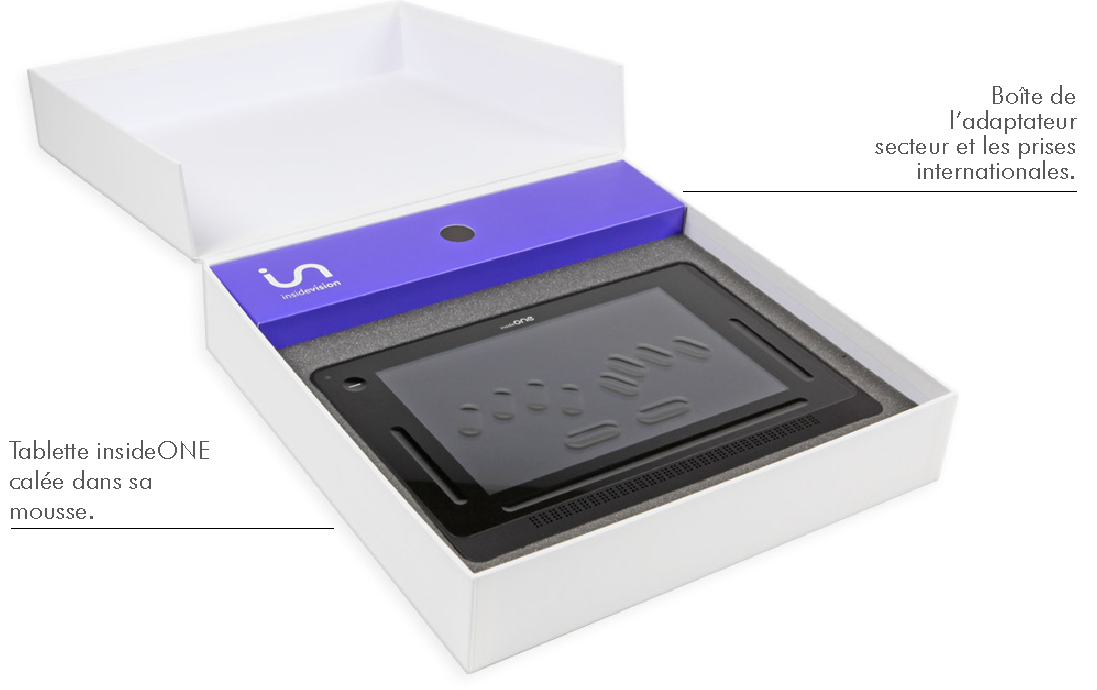 Boîte de
l'adaptateur
secteur et les prises
internationales.
insidevision
insideONE
Tablette insideONE
calée dans sa
mousse.